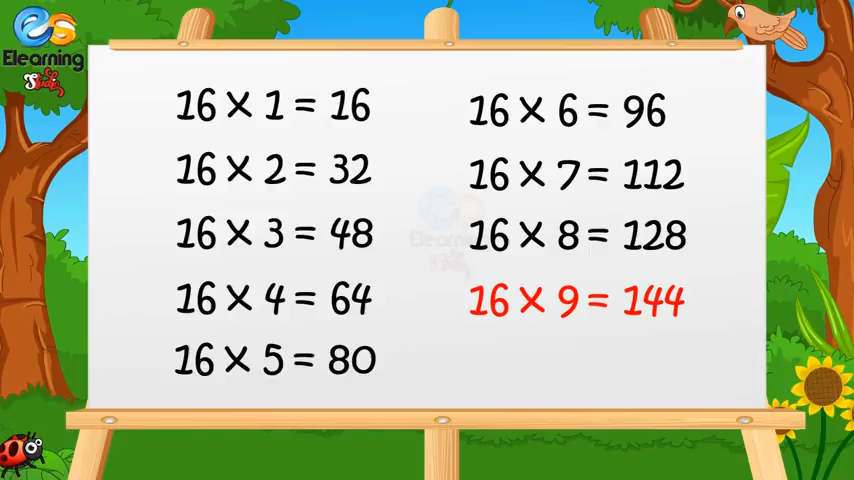 Elearning
Studio
16 × 1 = 16
16 × 2 = 32
16 × 3 = 48
16 × 4 = 64
16 × 5 = 80
16 × 6 = 96
16 × 7 = 112
16 × 8 = 128
16 × 9 = 144